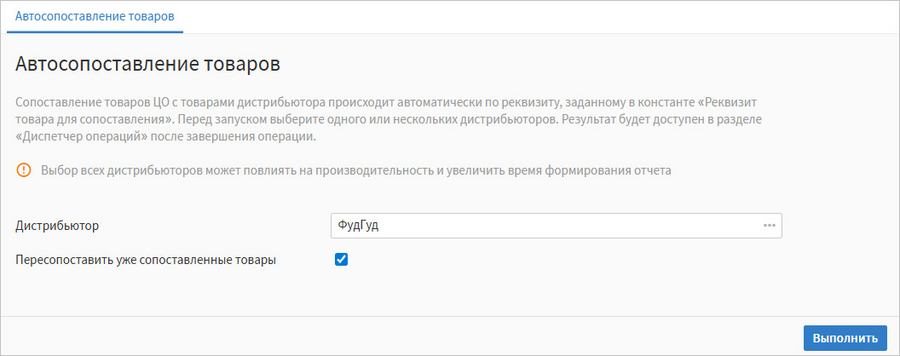 Автосопоставление товаров
Автосопоставление товаров
Сопоставление товаров ЦО с товарами дистрибьютора происходит автоматически по реквизиту, заданному в константе «Реквизит
товара для сопоставления». Перед запуском выберите одного или нескольких дистрибьюторов. Результат будет доступен в разделе
«Диспетчер операций» после завершения операции.
Выбор всех дистрибьюторов может повлиять на производительность и увеличить время формирования отчета
Дистрибьютор
ФудГуд
Пересопоставить уже сопоставленные товары
Выполнить